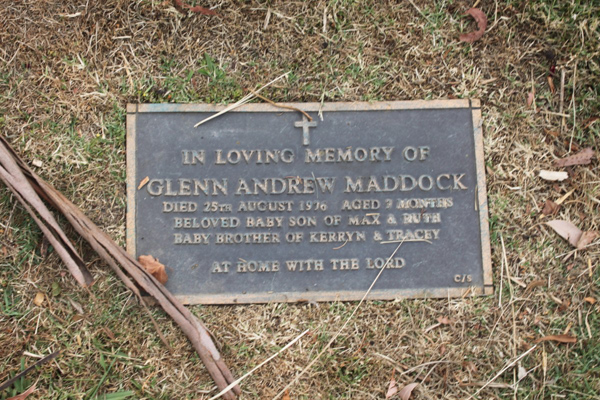 IN LOVING MEMORY OF
GLENN ANDREW MADDOCK
DIED 25TH AUGUST 1976 AGED 7 MONTHS
BELOVED BABY SON OF MAX & RUTH
BABY BROTHER OF KERRYN & TRACEY
AT HOME WITH THE LORD
C/S